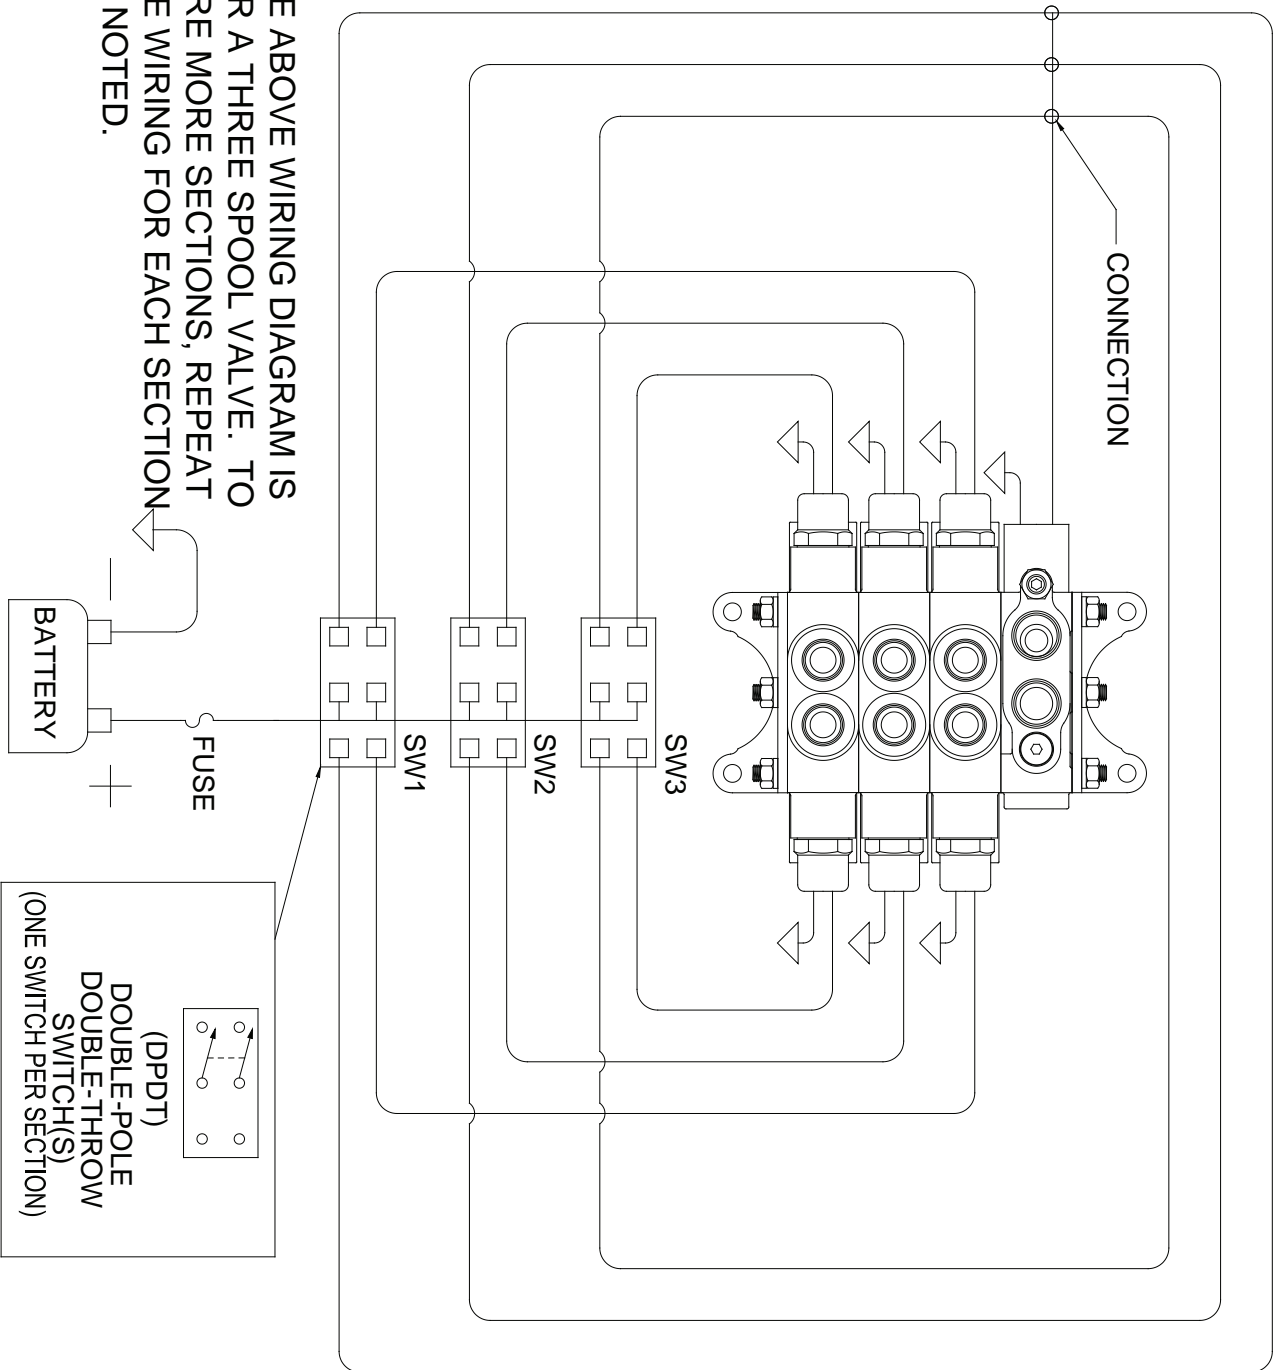 CONNECTION
SW3
SW2
SW1
FUSE
BATTERY
(DPDT)
DOUBLE-POLE
DOUBLE-THROW
SWITCH(S)
(ONE SWITCH PER SECTION)
ABOVE WIRING DIAGRAM IS
A THREE SPOOL VALVE. TO
MORE SECTIONS, REPEAT
WIRING FOR EACH SECTION
NOTED.